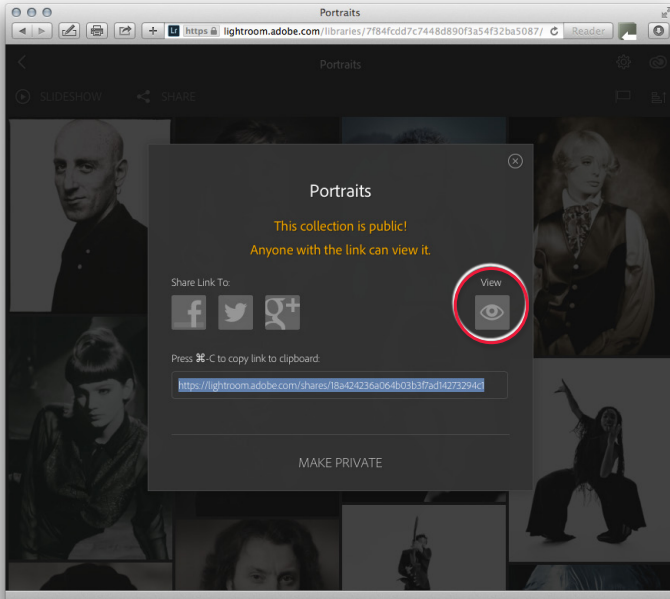 Portraits
Lr https lightroom.adobe.com/libraries/7f84fcdd7c7448d890f3a54f32ba5087/ Reader
Portraits
SLIDESHOW SHARE
Portraits
This collection is public!
Anyone with the link can view it.
Share Link To: View
f g+
Press ⌘-C to copy link to clipboard:
https://lightroom.adobe.com/shares/18a424236a064b03b3f7ad14273294c1
MAKE PRIVATE